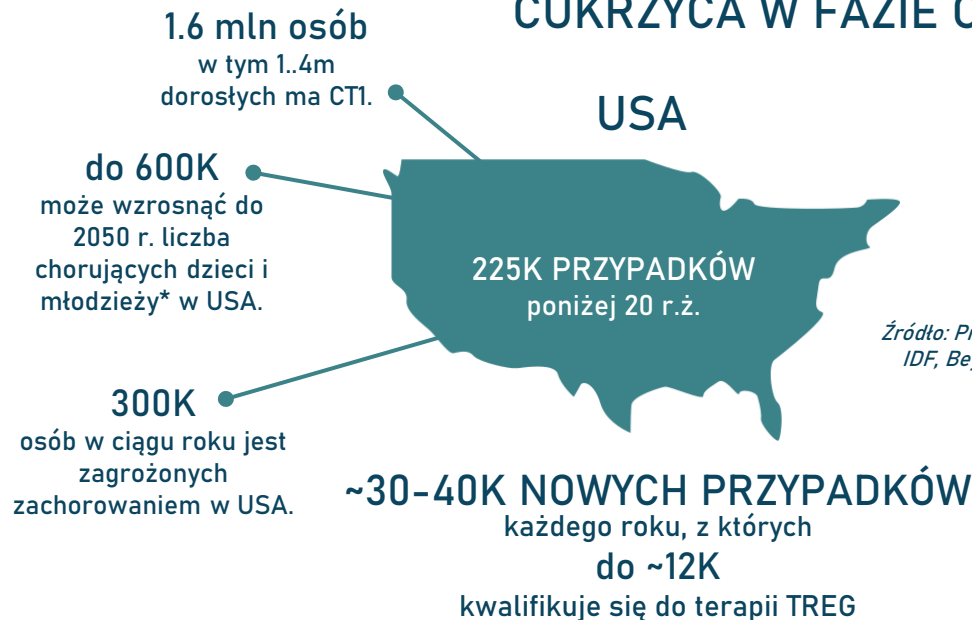 CUKRZYCA W FAZIE
1.6 mln osób
w tym 1..4m
dorosłych ma CT1.
USA
do 600K
może wzrosnąć do
2050 r. liczba
chorujących dzieci i
młodzieży* w USA.
225K PRZYPADKÓW
poniżej 20 r.ż.
Źródło:
IDF,
300K
osób w ciągu roku jest
zagrożonych
zachorowaniem w USA.
~30-40K NOWYCH PRZYPADKÓW
każdego roku, z których
do ~12K
kwalifikuje się do terapii TREG